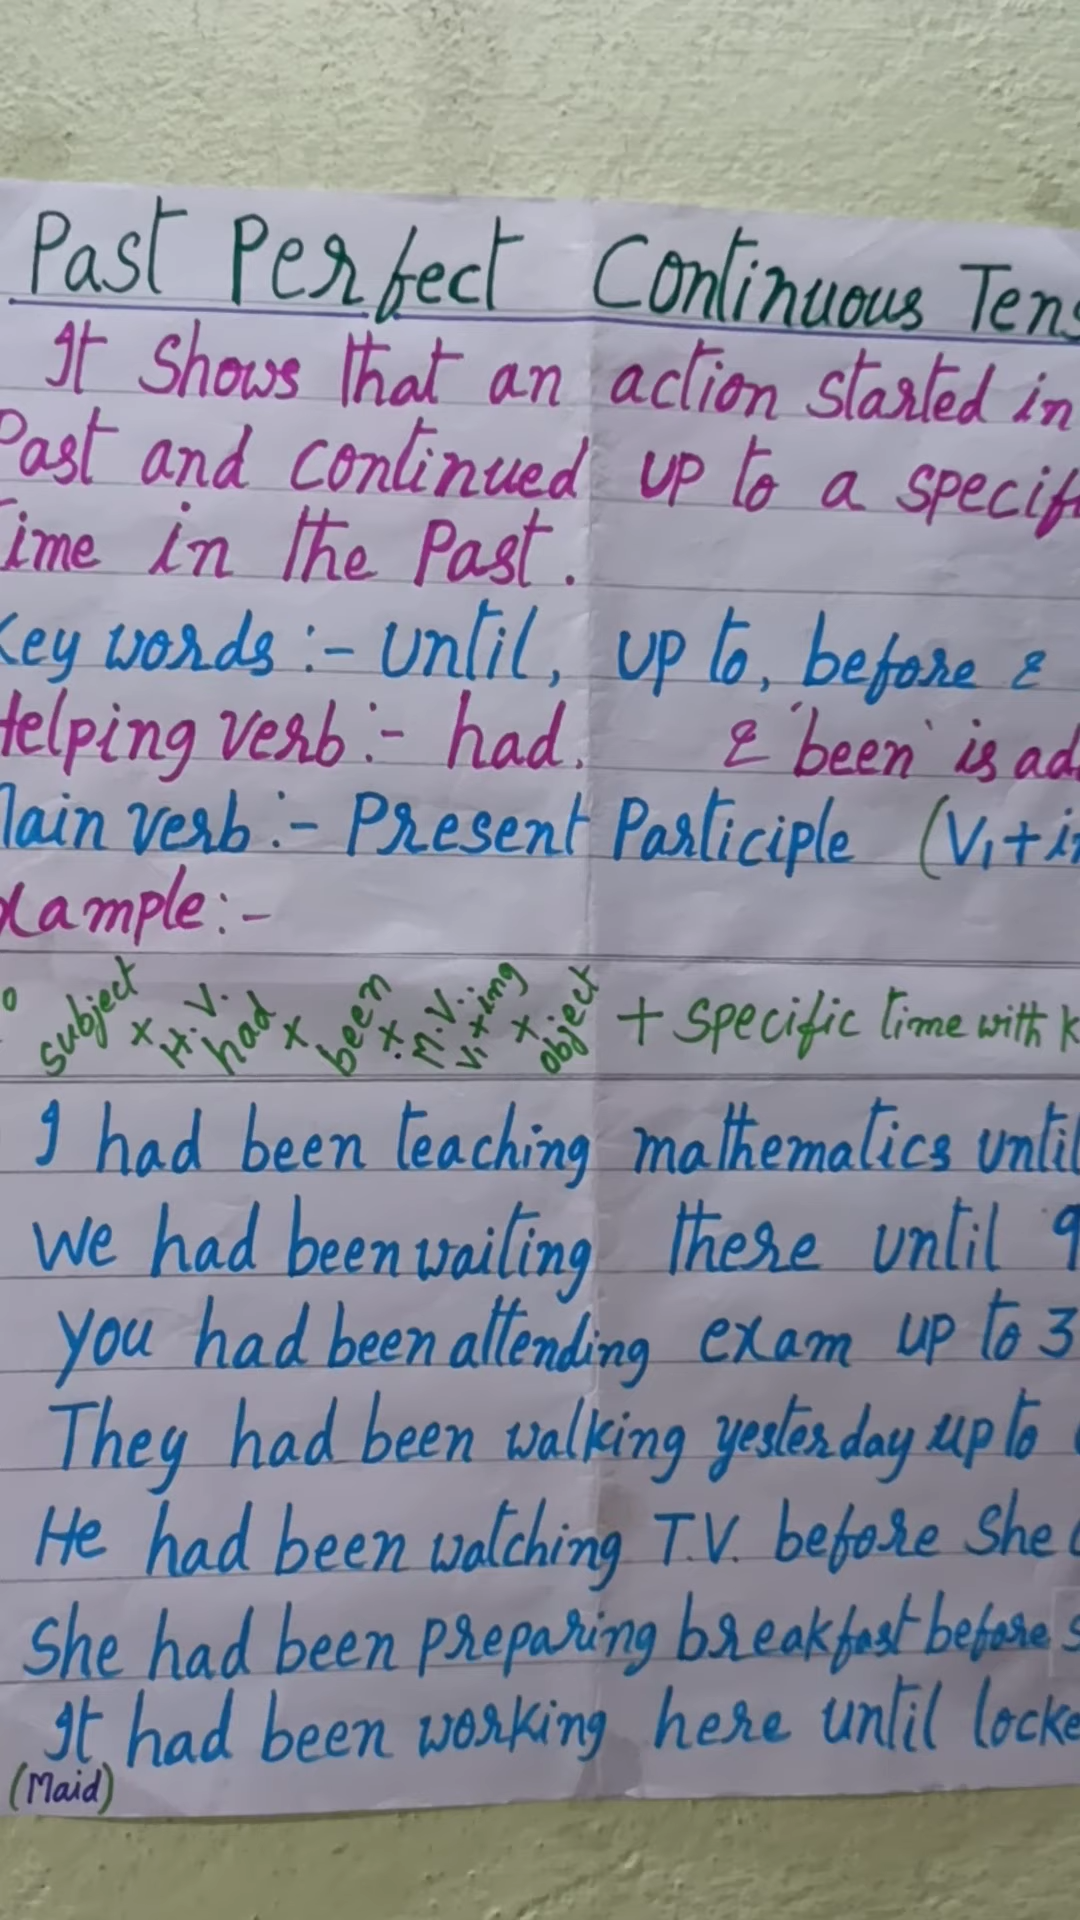 Past Perfect Continuous Tens
It Shows that an action started in
Past and continued up to a specif
ime in the Past.
Key words :- Until, up to, before &
Helping verb :- had. & 'been' is ad
Main verb :- Present Participle (V1 + in
xample :-
subject x H.V. had x been x M.V. V1+ing x object + specific time with K
I had been teaching mathematics until
We had been waiting there until 9
You had been attending exam up to 3
They had been walking yesterday up to
He had been watching T.V. before She
She had been preparing breakfast before s
It had been working here until locke
(Maid)